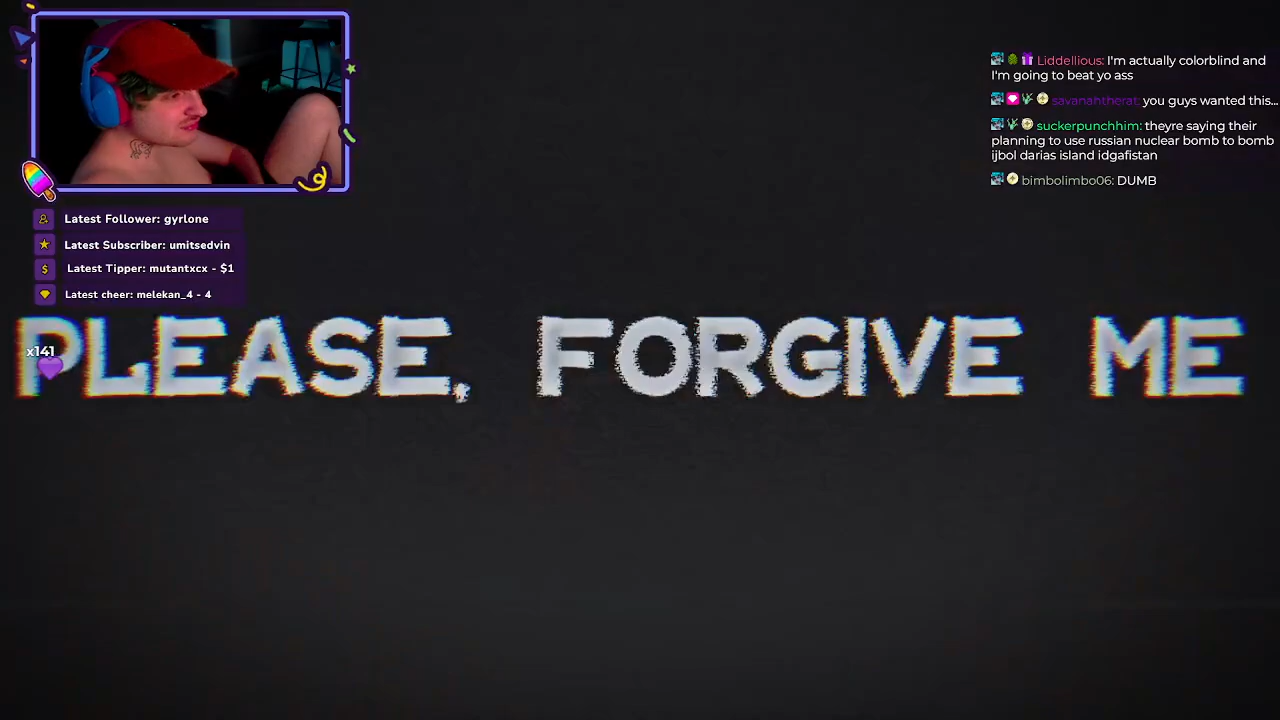 Liddellious: I'm actually colorblind and
I'm going to beat yo ass
savanahtherat: you guys wanted this...
suckerpunchhim: theyre saying their
planning to use russian nuclear bomb to bomb
ijbol darias island idgafistan
bimbolimbo06: DUMB
Latest Follower: gyrlone
Latest Subscriber: umitsedvin
Latest Tipper: mutantxcx - $1
Latest cheer: melekan_4 - 4
x141
PLEASE, FORGIVE ME